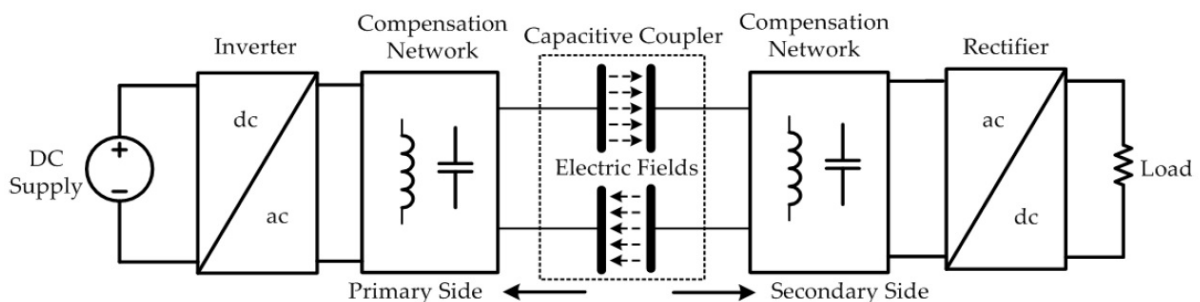 Inverter
Compensation
Network
Capacitive Coupler
Compensation
Network
Rectifier
DC
Supply
+
−
dc
ac
Electric Fields
ac
dc
Load
Primary Side
Secondary Side